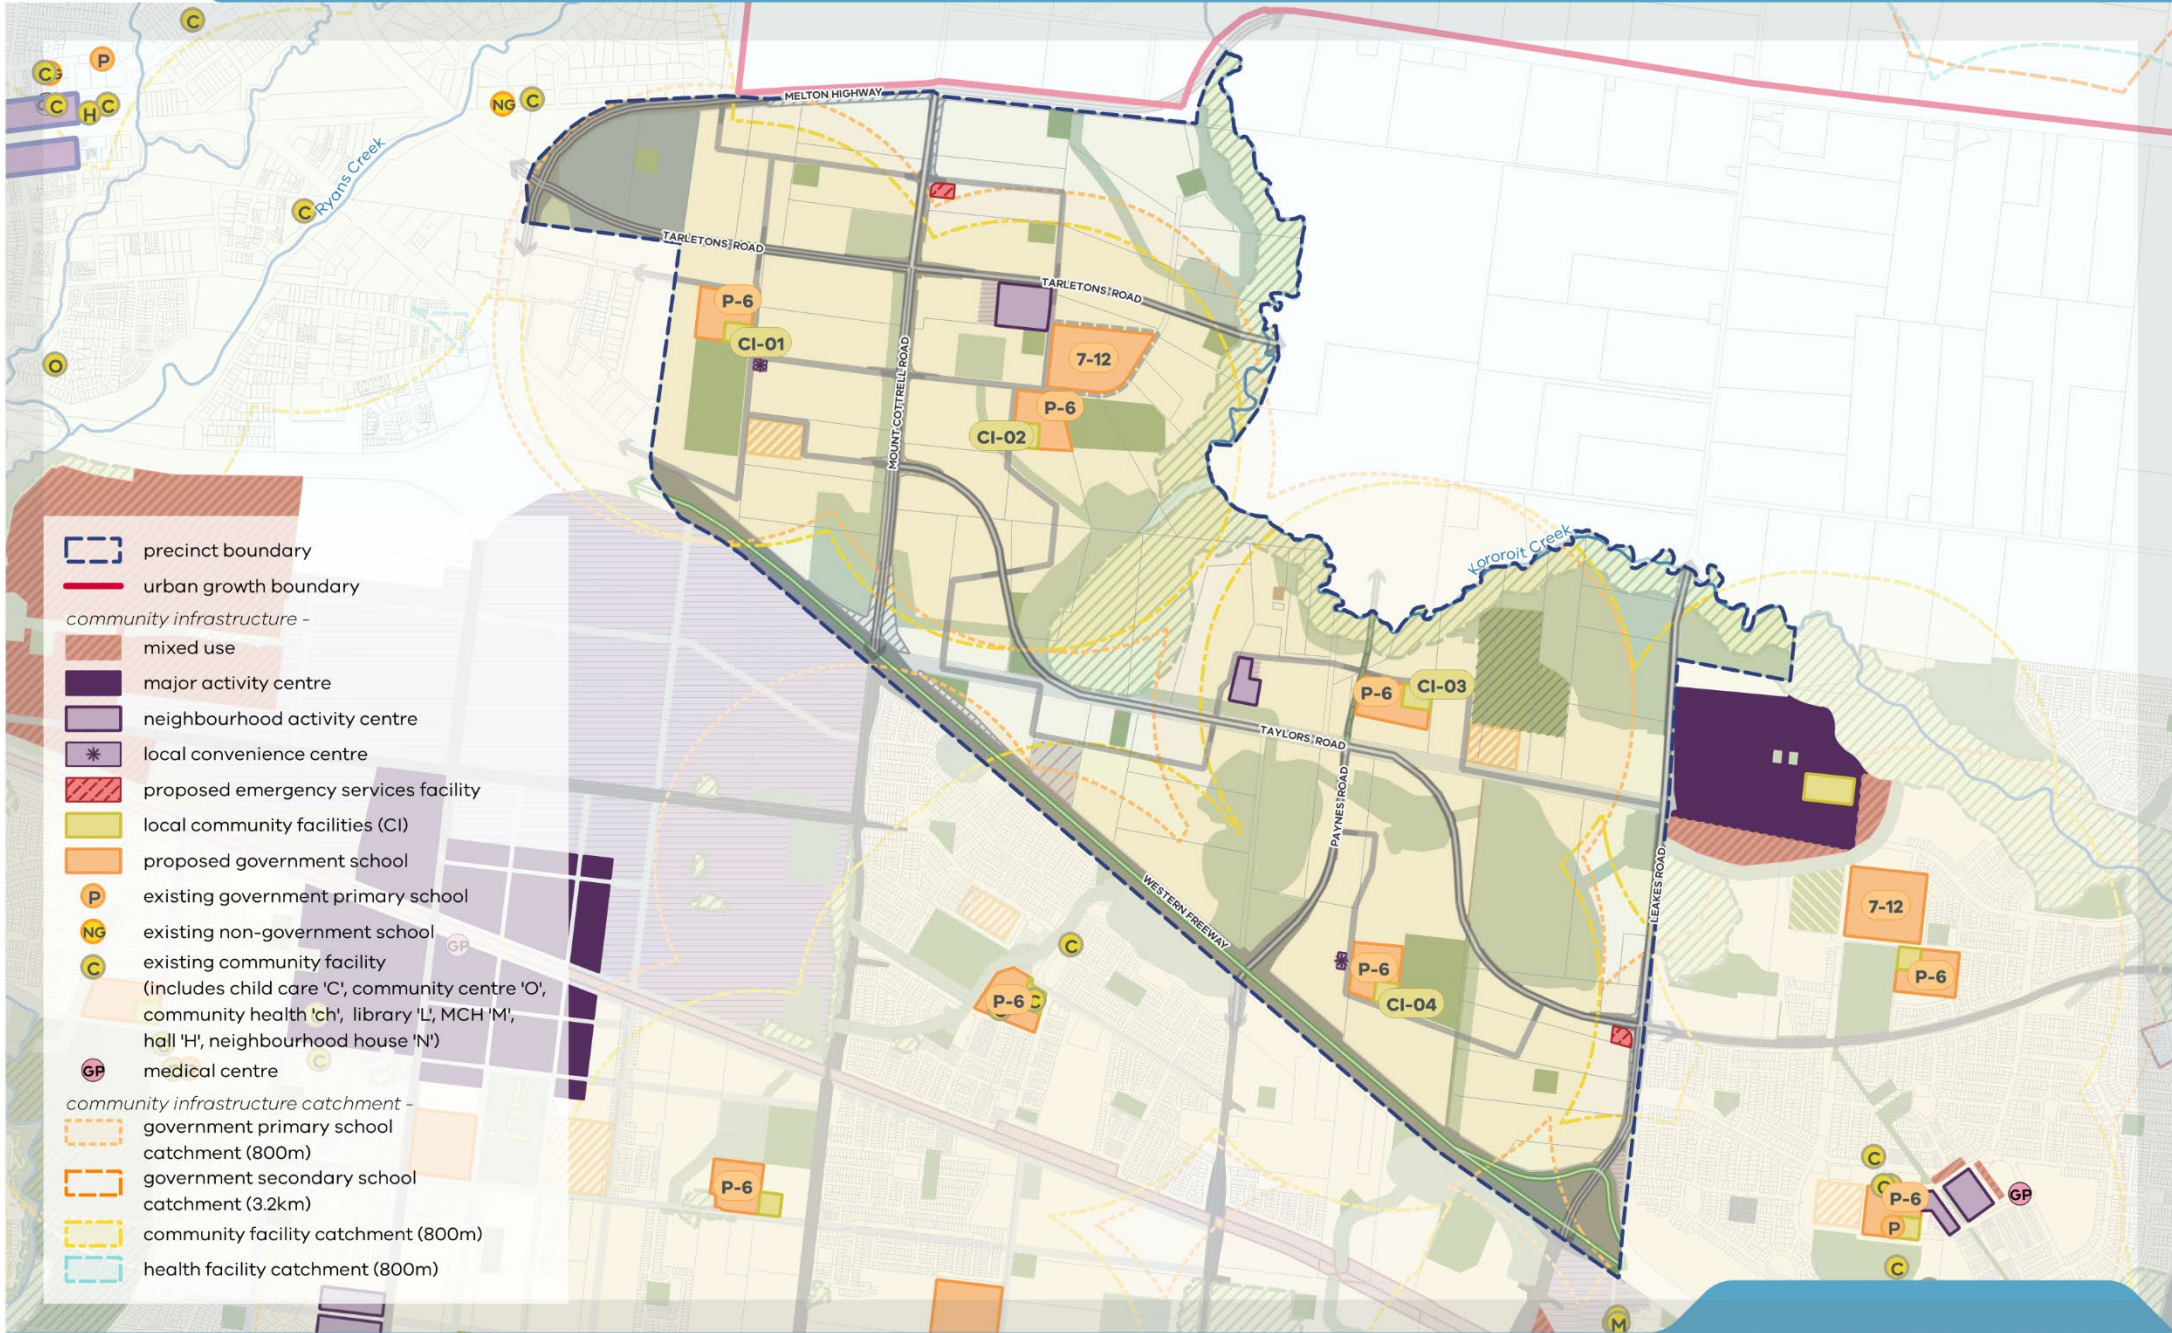 C
P
C
C
H
C
NG
C
MELTON HIGHWAY
Ryans Creek
C
TARLETONS ROAD
TARLETONS ROAD
P-6
CI-01
7-12
O
MOUNT COTTRELL ROAD
P-6
CI-02
Kororoit Creek
precinct boundary
urban growth boundary
community infrastructure -
mixed use
major activity centre
neighbourhood activity centre
local convenience centre
proposed emergency services facility
local community facilities (CI)
proposed government school
P existing government primary school
NG existing non-government school
C existing community facility
(includes child care 'C', community centre 'O',
community health 'ch', library 'L', MCH 'M',
hall 'H', neighbourhood house 'N')
GP medical centre
community infrastructure catchment -
government primary school
catchment (800m)
government secondary school
catchment (3.2km)
community facility catchment (800m)
health facility catchment (800m)
GP
C
P-6
CI-03
TAYLORS ROAD
PAYNES ROAD
LEAKES ROAD
WESTERN FREEWAY
C
P-6
C
P-6
CI-04
7-12
P-6
P-6
C
P-6
P
GP
C
M